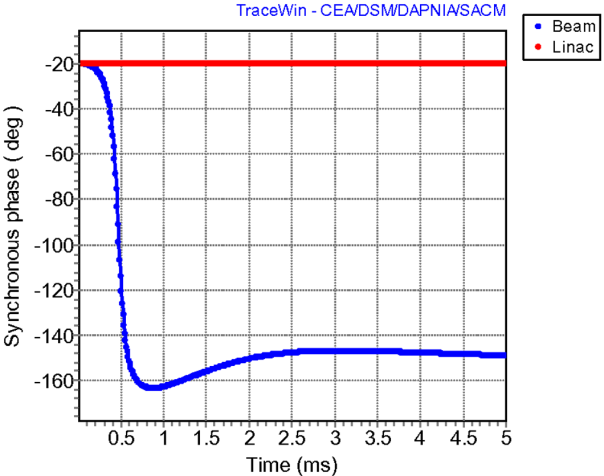 TraceWin - CEA/DSM/DAPNIA/SACM
Beam
Linac
Synchronous phase ( deg )
-20
-40
-60
-80
-100
-120
-140
-160
0.5 1 1.5 2 2.5 3 3.5 4 4.5 5
Time (ms)